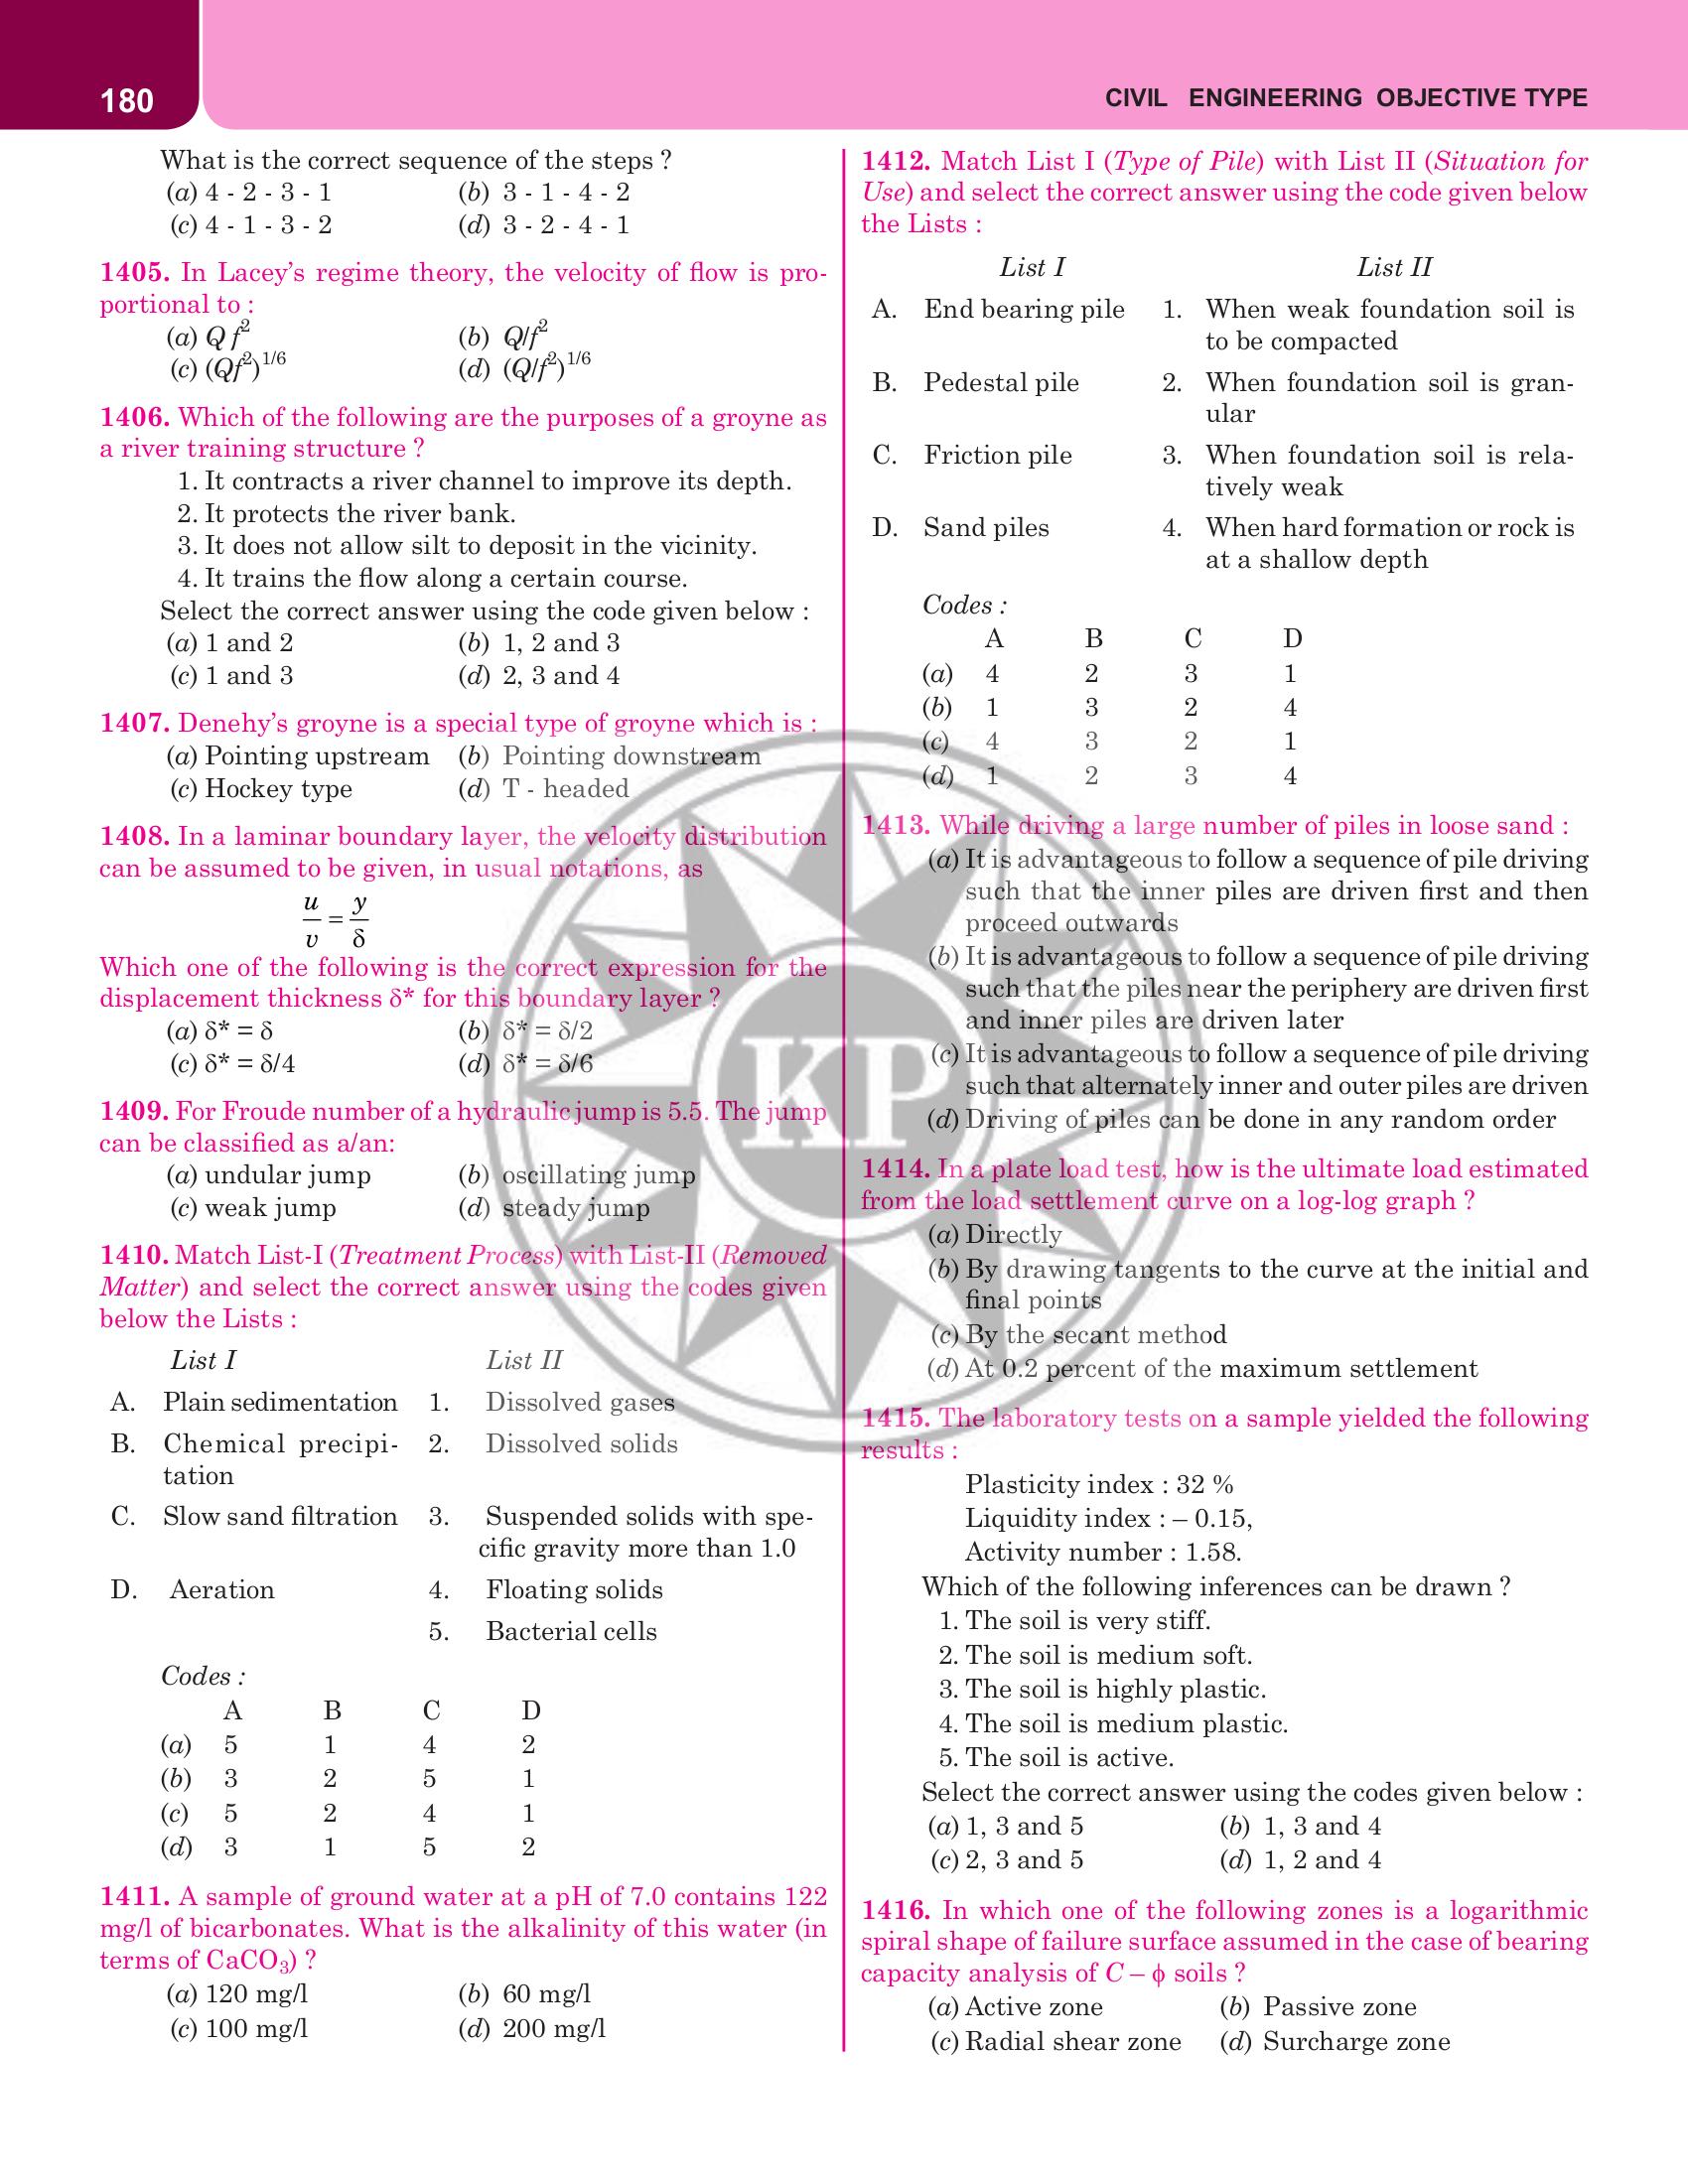 180
CIVIL ENGINEERING OBJECTIVE TYPE
What is the correct sequence of the steps ?
(a) 4 - 2 - 3 - 1 (b) 3 - 1 - 4 - 2
(c) 4 - 1 - 3 - 2 (d) 3 - 2 - 4 - 1
1405. In Lacey's regime theory, the velocity of flow is pro-
portional to :
(a) Q f² (b) Q/f²
(c) (Qf²)^1/6 (d) (Q/f²)^1/6
1406. Which of the following are the purposes of a groyne as
a river training structure ?
1. It contracts a river channel to improve its depth.
2. It protects the river bank.
3. It does not allow silt to deposit in the vicinity.
4. It trains the flow along a certain course.
Select the correct answer using the code given below :
(a) 1 and 2 (b) 1, 2 and 3
(c) 1 and 3 (d) 2, 3 and 4
1407. Denehy's groyne is a special type of groyne which is :
(a) Pointing upstream (b) Pointing downstream
(c) Hockey type (d) T - headed
1408. In a laminar boundary layer, the velocity distribution
can be assumed to be given, in usual notations, as
u/v = y/δ
Which one of the following is the correct expression for the
displacement thickness δ* for this boundary layer ?
(a) δ* = δ (b) δ* = δ/2
(c) δ* = δ/4 (d) δ* = δ/6
1409. For Froude number of a hydraulic jump is 5.5. The jump
can be classified as a/an:
(a) undular jump (b) oscillating jump
(c) weak jump (d) steady jump
1410. Match List-I (Treatment Process) with List-II (Removed
Matter) and select the correct answer using the codes given
below the Lists :
List I List II
A. Plain sedimentation 1. Dissolved gases
B. Chemical precipi- 2. Dissolved solids
tation
C. Slow sand filtration 3. Suspended solids with spe-
cific gravity more than 1.0
D. Aeration 4. Floating solids
5. Bacterial cells
Codes :
A B C D
(a) 5 1 4 2
(b) 3 2 5 1
(c) 5 2 4 1
(d) 3 1 5 2
1411. A sample of ground water at a pH of 7.0 contains 122
mg/l of bicarbonates. What is the alkalinity of this water (in
terms of CaCO₃) ?
(a) 120 mg/l (b) 60 mg/l
(c) 100 mg/l (d) 200 mg/l
1412. Match List I (Type of Pile) with List II (Situation for
Use) and select the correct answer using the code given below
the Lists :
List I List II
A. End bearing pile 1. When weak foundation soil is
to be compacted
B. Pedestal pile 2. When foundation soil is gran-
ular
C. Friction pile 3. When foundation soil is rela-
tively weak
D. Sand piles 4. When hard formation or rock is
at a shallow depth
Codes :
A B C D
(a) 4 2 3 1
(b) 1 3 2 4
(c) 4 3 2 1
(d) 1 2 3 4
1413. While driving a large number of piles in loose sand :
(a) It is advantageous to follow a sequence of pile driving
such that the inner piles are driven first and then
proceed outwards
(b) It is advantageous to follow a sequence of pile driving
such that the piles near the periphery are driven first
and inner piles are driven later
(c) It is advantageous to follow a sequence of pile driving
such that alternately inner and outer piles are driven
(d) Driving of piles can be done in any random order
1414. In a plate load test, how is the ultimate load estimated
from the load settlement curve on a log-log graph ?
(a) Directly
(b) By drawing tangents to the curve at the initial and
final points
(c) By the secant method
(d) At 0.2 percent of the maximum settlement
1415. The laboratory tests on a sample yielded the following
results :
Plasticity index : 32 %
Liquidity index : – 0.15,
Activity number : 1.58.
Which of the following inferences can be drawn ?
1. The soil is very stiff.
2. The soil is medium soft.
3. The soil is highly plastic.
4. The soil is medium plastic.
5. The soil is active.
Select the correct answer using the codes given below :
(a) 1, 3 and 5 (b) 1, 3 and 4
(c) 2, 3 and 5 (d) 1, 2 and 4
1416. In which one of the following zones is a logarithmic
spiral shape of failure surface assumed in the case of bearing
capacity analysis of C – ϕ soils ?
(a) Active zone (b) Passive zone
(c) Radial shear zone (d) Surcharge zone
KP